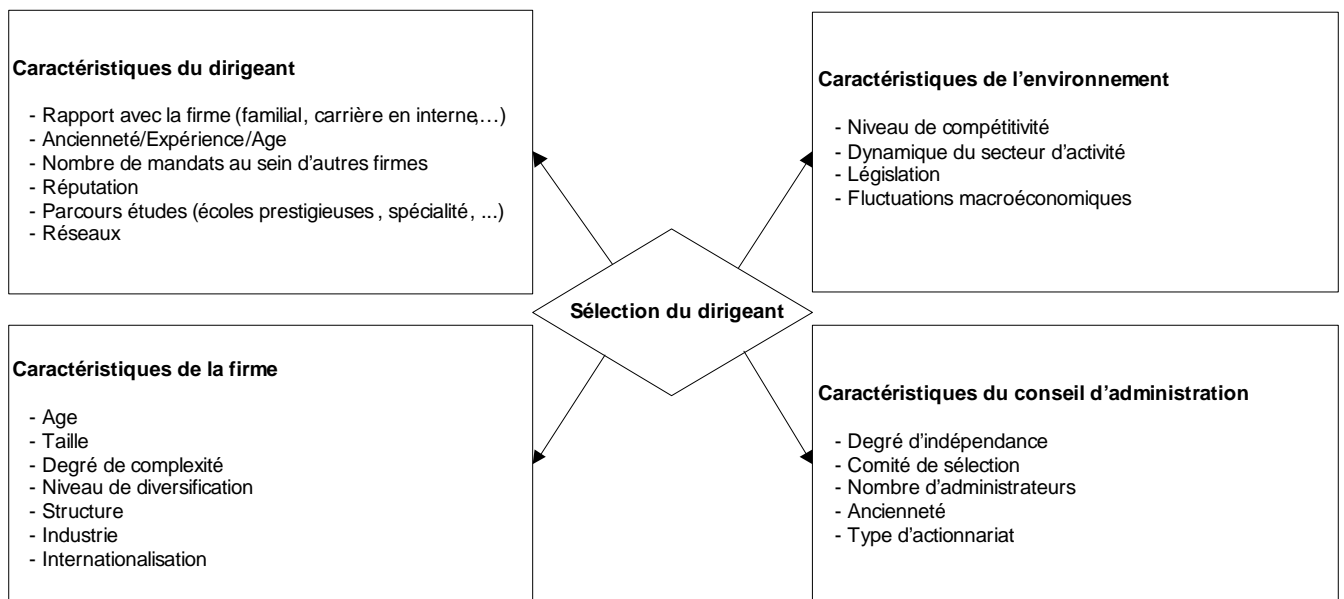 Caractéristiques du dirigeant
- Rapport avec la firme (familial, carrière en interne,…)
- Ancienneté/Expérience/Age
- Nombre de mandats au sein d’autres firmes
- Réputation
- Parcours études (écoles prestigieuses, spécialité, ...)
- Réseaux
Caractéristiques de l’environnement
- Niveau de compétitivité
- Dynamique du secteur d’activité
- Législation
- Fluctuations macroéconomiques
Sélection du dirigeant
Caractéristiques de la firme
- Age
- Taille
- Degré de complexité
- Niveau de diversification
- Structure
- Industrie
- Internationalisation
Caractéristiques du conseil d’administration
- Degré d’indépendance
- Comité de sélection
- Nombre d’administrateurs
- Ancienneté
- Type d’actionnariat